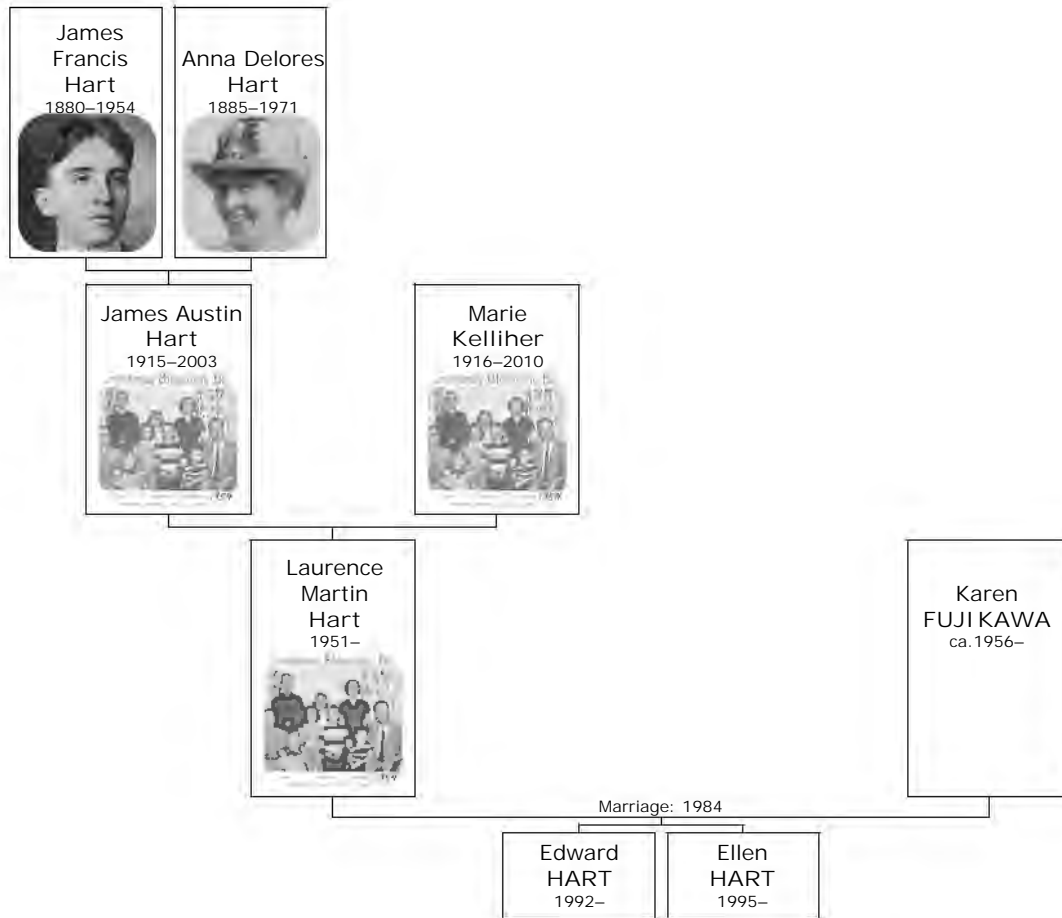 James
Francis
Hart
1880–1954
Anna Delores
Hart
1885–1971
James Austin
Hart
1915–2003
Marie
Kelliher
1916–2010
Laurence
Martin
Hart
1951–
Karen
FUJIKAWA
ca.1956–
Marriage: 1984
Edward
HART
1992–
Ellen
HART
1995–